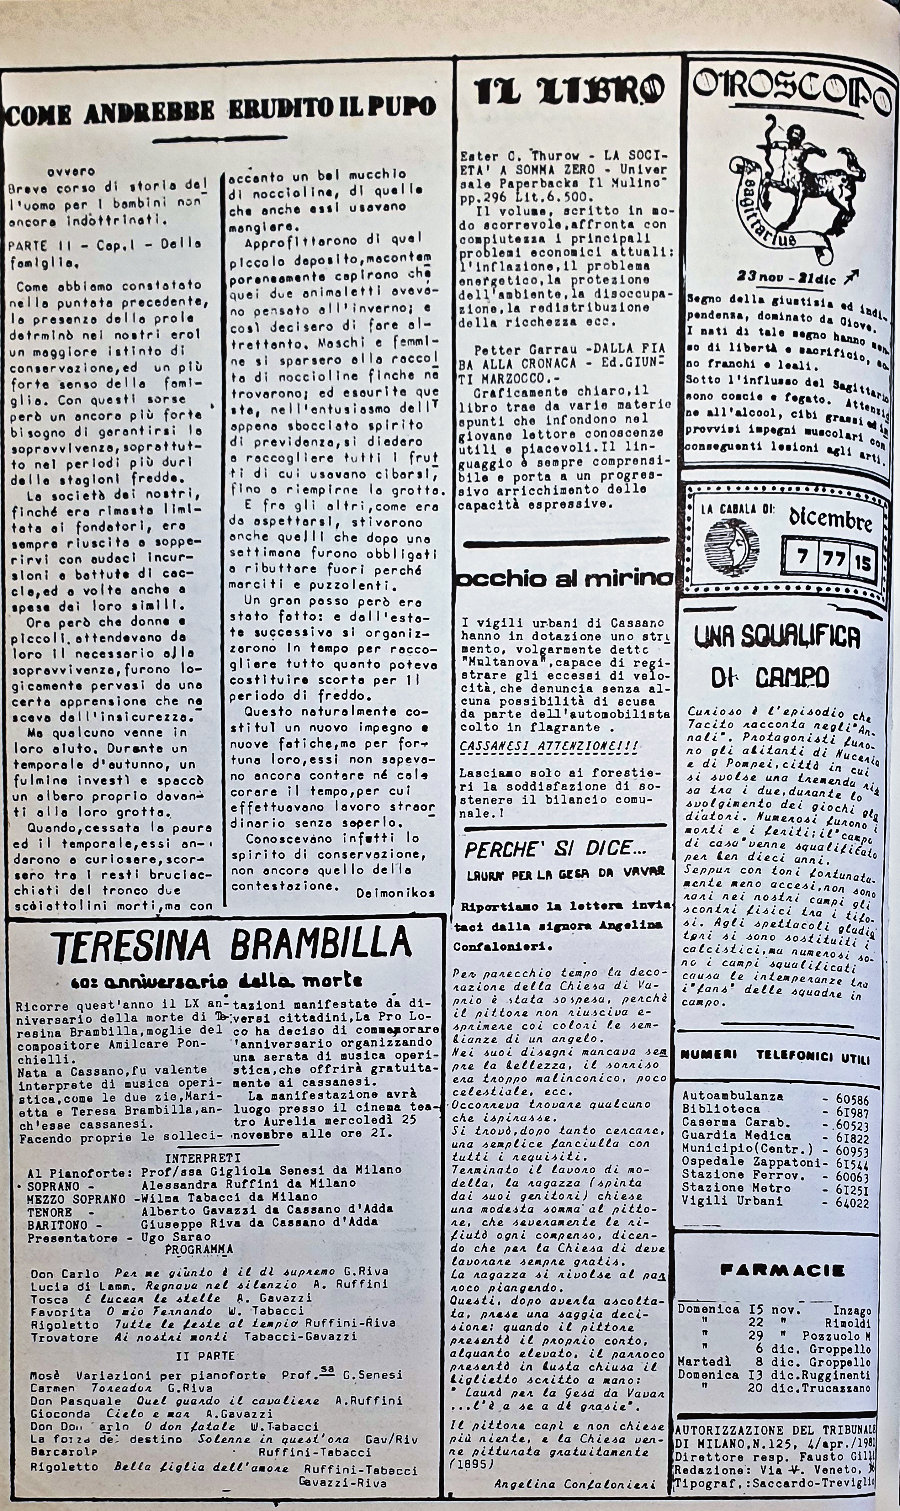 COME ANDREBBE ERUDITO IL PUPO
ovvero
Breve corso di storia del
l'uomo per i bambini non
ancora indottrinati.
PARTE II - Cap.I - Della
famiglia.
Come abbiamo constatato
nella puntata precedente,
la presenza della prole
detrminò nei nostri eroi
un maggiore istinto di
conservazione,ed un più
forte senso della fami-
glia. Con questi sorse
però un ancora più forte
bisogno di garantirsi la
sopravvivenza,soprattut-
to nei periodi più duri
delle stagioni fredde.
La società dei nostri,
finché era rimasta limi-
tata ai fondatori, era
sempre riuscita a soppe-
rirvi con audaci incur-
sioni e battute di cac-
cia,ed a volte anche a
spese dei loro simili.
Ora però che donne e
piccoli attendevano da
loro il necessario alla
sopravvivenza,furono lo-
gicamente pervasi da una
certa apprensione che na
sceva dall'insicurezza.
Ma qualcuno venne in
loro aiuto. Durante un
temporale d'autunno, un
fulmine investì e spaccò
un albero proprio davan-
ti alla loro grotta.
Quando,cessata la paura
ed il temporale,essi an-
darono a curiosare,scor-
sero tra i resti bruciac-
chiati del tronco due
scoiattolini morti,ma con
accanto un bel mucchio
di noccioline, di quelle
che anche essi usavano
mangiare.
Approfittarono di quel
piccolo deposito,macontem
poraneamente capirono che
quei due animaletti aveva-
no pensato all'inverno; e
così decisero di fare al-
trettanto. Maschi e femmi-
ne si sparsero alla raccol
ta di noccioline finche ne
trovarono; ed esaurite que
ste, nell'entusiasmo dell'
appena sbocciato spirito
di previdenza,si diedero
a raccogliere tutti i frut
ti di cui usavano cibarsi,
fino a riempirne la grotta.
E fra gli altri,come era
da aspettarsi, stivarono
anche quelli che dopo una
settimana furono obbligati
a ributtare fuori perché
marciti e puzzolenti.
Un gran passo però era
stato fatto: e dall'esta-
te successiva si organiz-
zarono in tempo per racco-
gliere tutto quanto poteva
costituire scorta per il
periodo di freddo.
Questo naturalmente co-
stituì un nuovo impegno e
nuove fatiche,ma per for-
tuna loro,essi non sapeva-
no ancora contare né cal-
corare il tempo,per cui
effettuavano lavoro straor
dinario senza saperlo.
Conoscevano infatti lo
spirito di conservazione,
non ancora quello della
contestazione.
Daimonikos
TERESINA BRAMBILLA
60º anniversario della morte
Ricorre quest'anno il LX an-
niversario della morte di Te-
resina Brambilla,moglie del
compositore Amilcare Pon-
chielli.
Nata a Cassano,fu valente
interprete di musica operi-
stica,come le due zie,Mari-
etta e Teresa Brambilla,an-
ch'esse cassanesi.
Facendo proprie le solleci-
tazioni manifestate da di-
versi cittadini,La Pro Lo-
co ha deciso di commemorare
'anniversario organizzando
una serata di musica operi-
stica,che offrirà gratuita-
mente ai cassanesi.
La manifestazione avrà
luogo presso il cinema tea-
tro Aurelia mercoledì 25
novembre alle ore 21.
INTERPRETI
Al Pianoforte: Prof/ssa Gigliola Senesi da Milano
SOPRANO - Alessandra Ruffini da Milano
MEZZO SOPRANO -Wilma Tabacci da Milano
TENORE - Alberto Gavazzi da Cassano d'Adda
BARITONO - Giuseppe Riva da Cassano d'Adda
Presentatore - Ugo Sarao
PROGRAMMA
Don Carlo Per me giunto è il dì supremo G.Riva
Lucia di Lamm. Regnava nel silenzio A. Ruffini
Tosca E lucean le stelle A. Gavazzi
Favorita O mio Fernando W. Tabacci
Rigoletto Tutte le feste al tempio Ruffini-Riva
Trovatore Ai nostri monti Tabacci-Gavazzi
II PARTE
Mosè Variazioni per pianoforte Prof.ssa G.Senesi
Carmen Toreador G.Riva
Don Pasquale Quel guardo il cavaliere A.Ruffini
Gioconda Cielo e mar A.Gavazzi
Don Carlo O don fatale W.Tabacci
La forza del destino Solenne in quest'ora Gav/Riv
Barcarola Ruffini-Tabacci
Rigoletto Bella figlia dell'amore Ruffini-Tabacci
Gavazzi-Riva
IL LIBRO
Ester C. Thurow - LA SOCI-
ETA' A SOMMA ZERO - Univer
sale Paperbacks Il Mulino
pp.296 Lit.6.500.
Il volume, scritto in mo-
do scorrevole,affronta con
compiutezza i principali
problemi economici attuali:
l'inflazione,il problema
energetico,la protezione
dell'ambiente,la disoccupa-
zione,la redistribuzione
della ricchezza ecc.
Petter Garrau -DALLA FIA
BA ALLA CRONACA - Ed.GIUN-
TI MARZOCCO.-
Graficamente chiaro,il
libro trae da varie materie
spunti che infondono nel
giovane lettore conoscenze
utili e piacevoli.Il lin-
guaggio è sempre comprensi-
bile e porta a un progres-
sivo arricchimento delle
capacità espressive.
occhio al mirino
I vigili urbani di Cassano
hanno in dotazione uno stru
mento, volgarmente detto
"Multanova",capace di regi-
strare gli eccessi di velo-
cità,che denuncia senza al-
cuna possibilità di scusa
da parte dell'automobilista
colto in flagrante .
CASSANESI ATTENZIONE!!!
Lasciamo solo ai forestie-
ri la soddisfazione di so-
stenere il bilancio comu-
nale.!
PERCHE' SI DICE...
LAURA' PER LA GESA DA VAVAR
Riportiamo la lettera invia
taci dalla signora Angelina
Confalonieri.
Per parecchio tempo la deco-
razione della Chiesa di Va-
prio è stata sospesa, perchè
il pittore non riusciva e-
sprimere coi colori le sem-
bianze di un angelo.
Nei suoi disegni mancava sem
pre la bellezza, il sorriso
era troppo malinconico, poco
celestiale, ecc.
Occorreva trovare qualcuno
che ispirasse.
Si trovò,dopo tanto cercare,
una semplice fanciulla con
tutti i requisiti.
Terminato il lavoro di mo-
della, la ragazza (spinta
dai suoi genitori) chiese
una modesta somma al pitto-
re, che severamente le ri-
fiutò ogni compenso, dicen-
do che per la Chiesa di deve
lavorare sempre gratis.
La ragazza si rivolse al par
roco piangendo.
Questi, dopo averla ascolta-
ta, prese una saggia deci-
sione: quando il pittore
presentò il proprio conto,
alquanto elevato, il parroco
presentò in busta chiusa il
biglietto scritto a mano:
" Laurà per la Gesa da Vavar
...l'è a se a dì grasie".
Il pittore capì e non chiese
più niente, e la Chiesa ven-
ne pitturata gratuitamente
(1895)
Angelina Confalonieri
OROSCOPO
sagittarius
23 nov - 21 dic
Segno della giustizia ed indi-
pendenza, dominato da Giove.
I nati di tale segno hanno sen-
so di libertà e sacrificio, so-
no franchi e leali.
Sotto l'influsso del Sagittario
sono coscie e fegato. Attenzio
ne all'alcool, cibi grassi ed im
provvisi impegni muscolari con
conseguenti lesioni agli arti.
LA CABALA DI:
dicembre
7 77 15
UNA SQUALIFICA
DI CAMPO
Curioso è l'episodio che
Tacito racconta negli"An-
nali". Protagonisti furo-
no gli abitanti di Nuceria
e di Pompei,città in cui
si svolse una tremenda ris
sa tra i due,durante lo
svolgimento dei giochi gla
diatori. Numerosi furono i
morti e i feriti;il"campo
di casa"venne squalificato
per ben dieci anni.
Seppur con toni fortunata-
mente meno accesi,non sono
rari nei nostri campi gli
scontri fisici tra i tifo-
si. Agli spettacoli gladia
tori si sono sostituiti i
calcistici,ma numerosi so-
no i campi squalificati
causa le intemperanze tra
i"fans" delle squadre in
campo.
NUMERI TELEFONICI UTILI
Autoambulanza - 60586
Biblioteca - 61987
Caserma Carab. - 60523
Guardia Medica - 61822
Municipio(Centr.) - 60953
Ospedale Zappatoni- 61544
Stazione Ferrov. - 60063
Stazione Metro - 61251
Vigili Urbani - 64022
FARMACIE
Domenica 15 nov. Inzago
" 22 " Rimoldi
" 29 " Pozzuolo M
" 6 dic. Groppello
Martedì 8 dic. Groppello
Domenica 13 dic.Rugginenti
" 20 dic.Trucazzano
AUTORIZZAZIONE DEL TRIBUNALE
DI MILANO,N.125, 4/apr./1981
Direttore resp. Fausto Gilli
Redazione: Via V. Veneto,
Tipograf,:Saccardo-Treviglio